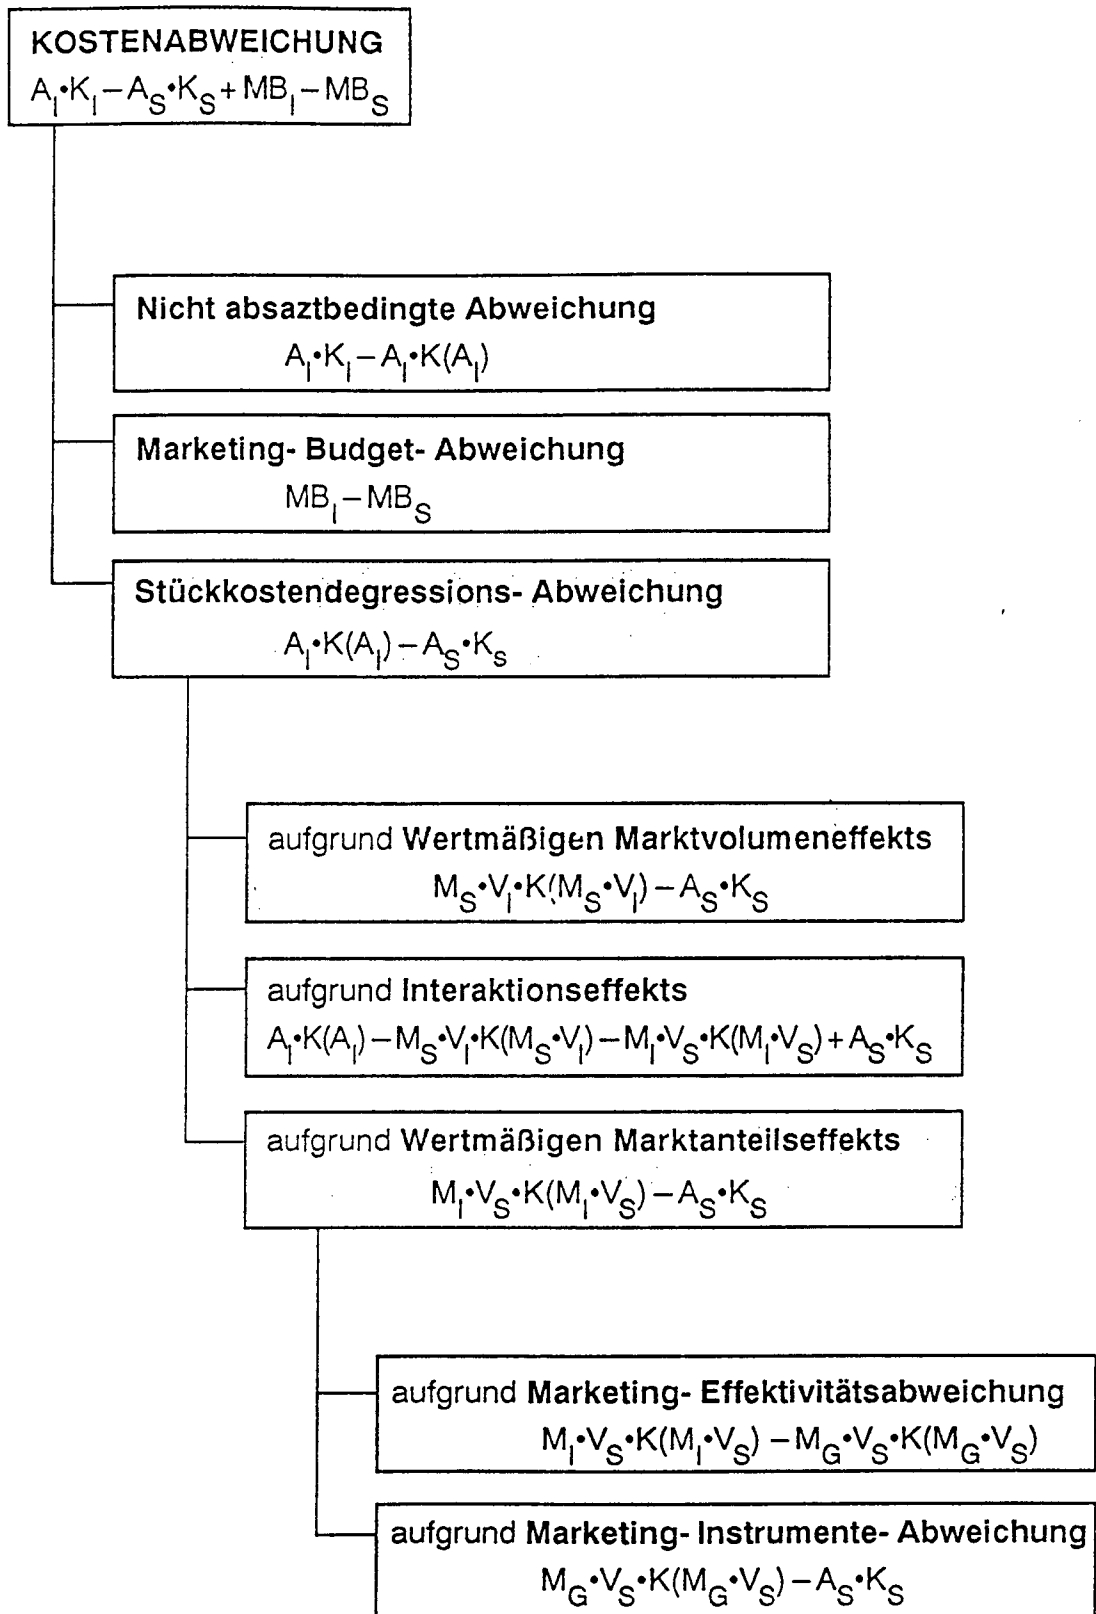 KOSTENABWEICHUNG
A_I•K_I – A_S•K_S + MB_I – MB_S
Nicht absaztbedingte Abweichung
A_I•K_I – A_I•K(A_I)
Marketing- Budget- Abweichung
MB_I – MB_S
Stückkostendegressions- Abweichung
A_I•K(A_I) – A_S•K_s
aufgrund Wertmäßigen Marktvolumeneffekts
M_S•V_I•K(M_S•V_I) – A_S•K_S
aufgrund Interaktionseffekts
A_I•K(A_I) – M_S•V_I•K(M_S•V_I) – M_I•V_S•K(M_I•V_S) + A_S•K_S
aufgrund Wertmäßigen Marktanteilseffekts
M_I•V_S•K(M_I•V_S) – A_S•K_S
aufgrund Marketing- Effektivitätsabweichung
M_I•V_S•K(M_I•V_S) – M_G•V_S•K(M_G•V_S)
aufgrund Marketing- Instrumente- Abweichung
M_G•V_S•K(M_G•V_S) – A_S•K_S